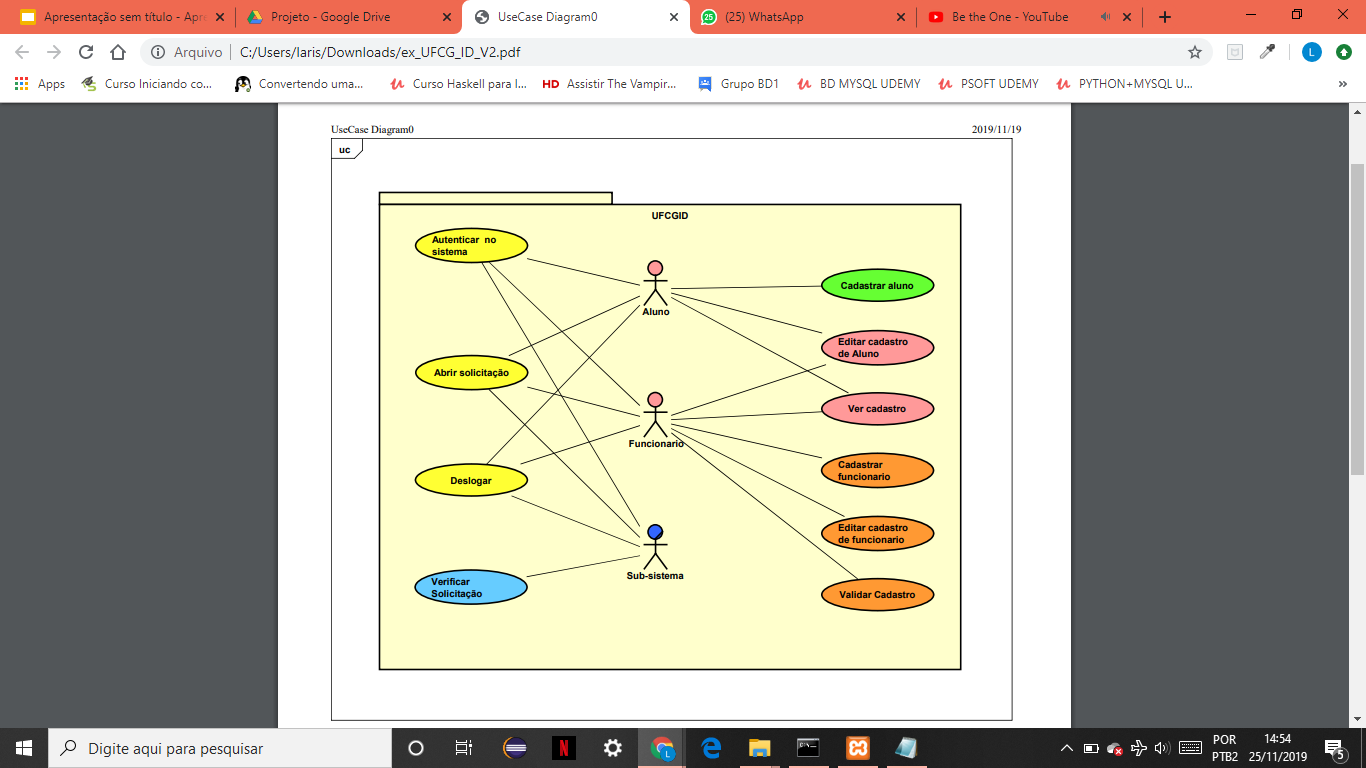 Apresentação sem título - Apre
Projeto - Google Drive
UseCase Diagram0
(25) WhatsApp
Be the One - YouTube
Arquivo
C:/Users/laris/Downloads/ex_UFCG_ID_V2.pdf
L
Apps
Curso Iniciando co...
Convertendo uma...
Curso Haskell para I...
HD Assistir The Vampir...
Grupo BD1
BD MYSQL UDEMY
PSOFT UDEMY
PYTHON+MYSQL U...
»
UseCase Diagram0
2019/11/19
uc
UFCGID
Autenticar no
sistema
Abrir solicitação
Deslogar
Verificar
Solicitação
Aluno
Funcionario
Sub-sistema
Cadastrar aluno
Editar cadastro
de Aluno
Ver cadastro
Cadastrar
funcionario
Editar cadastro
de funcionario
Validar Cadastro
Digite aqui para pesquisar
POR
PTB2
14:54
25/11/2019
5